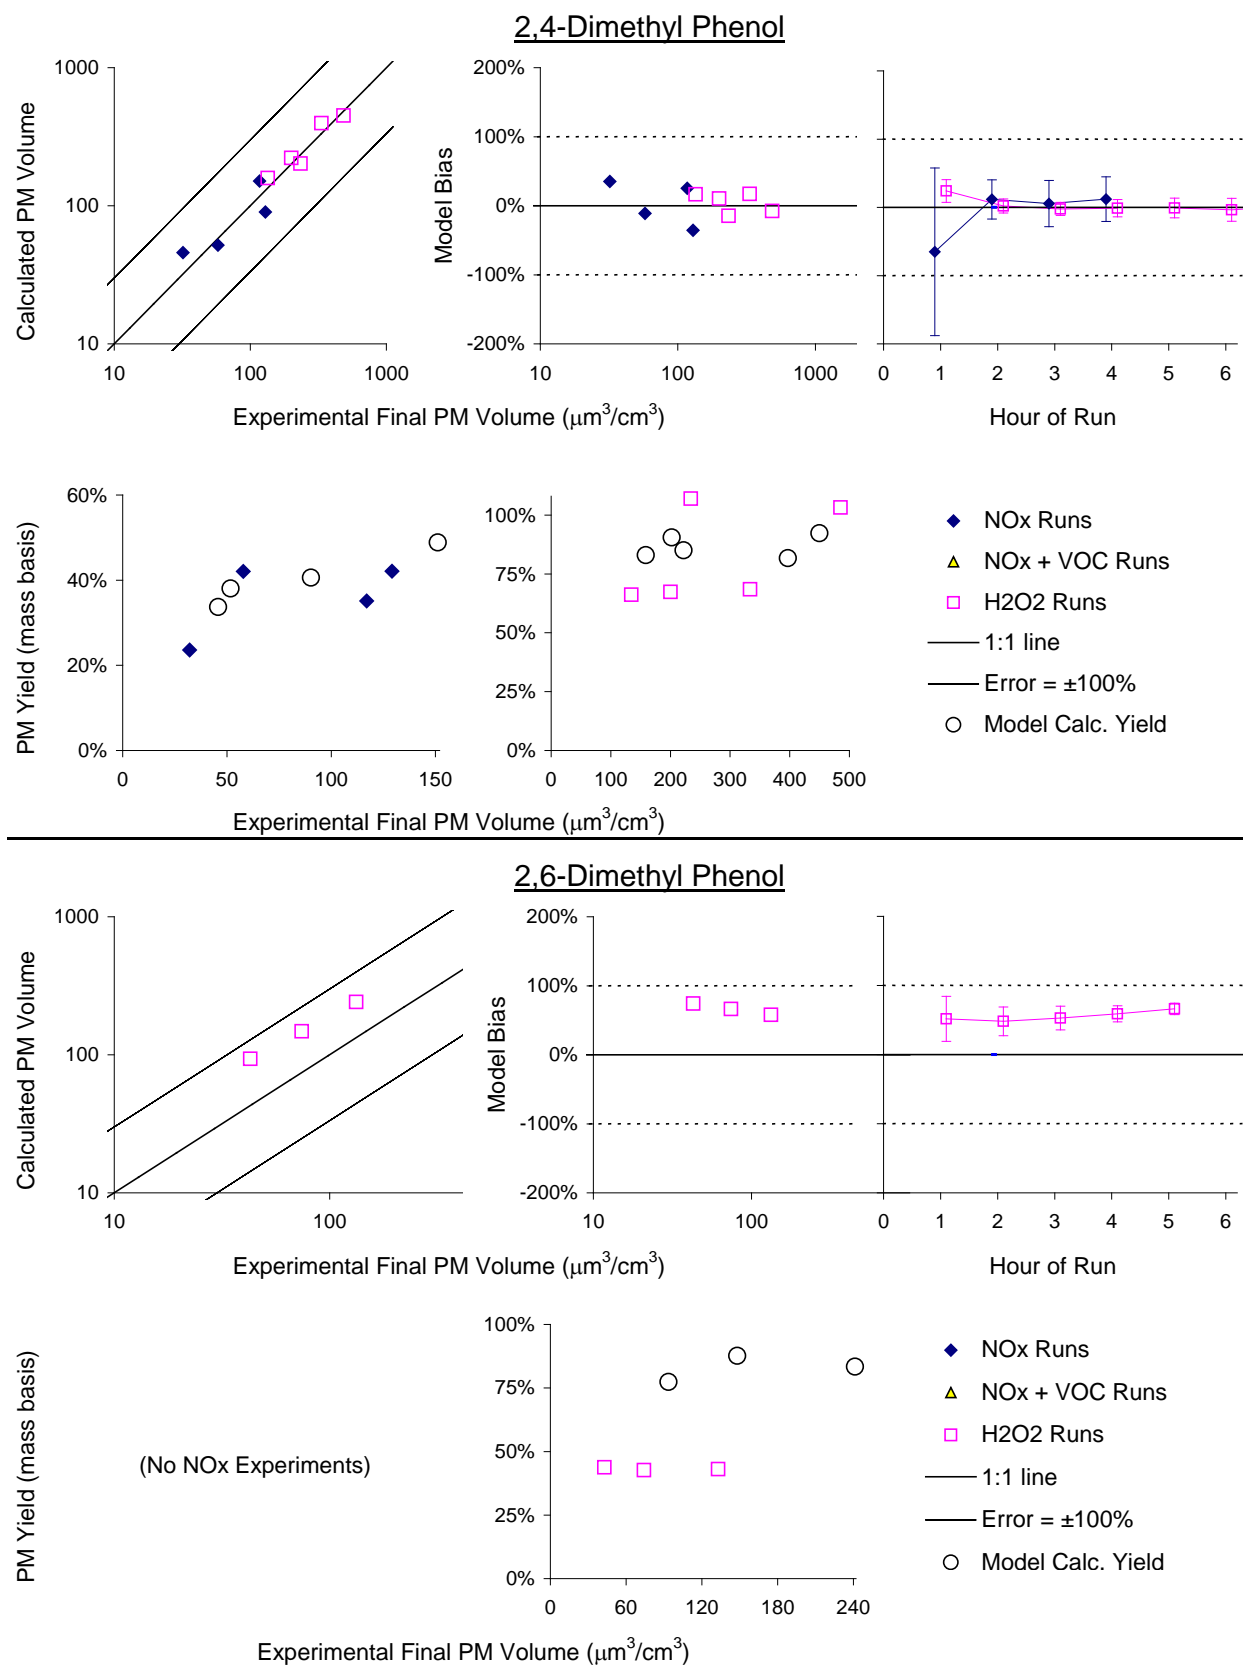 2,4-Dimethyl Phenol
Calculated PM Volume
1000
100
10
10 100 1000
Model Bias
200%
100%
0%
-100%
-200%
10 100 1000
0 1 2 3 4 5 6
Experimental Final PM Volume (μm³/cm³)
Hour of Run
PM Yield (mass basis)
60%
40%
20%
0%
0 50 100 150
100%
75%
50%
25%
0%
0 100 200 300 400 500
Experimental Final PM Volume (μm³/cm³)
NOx Runs
NOx + VOC Runs
H2O2 Runs
1:1 line
Error = ±100%
Model Calc. Yield
2,6-Dimethyl Phenol
Calculated PM Volume
1000
100
10
10 100
Model Bias
200%
100%
0%
-100%
-200%
10 100
0 1 2 3 4 5 6
Experimental Final PM Volume (μm³/cm³)
Hour of Run
PM Yield (mass basis)
(No NOx Experiments)
100%
75%
50%
25%
0%
0 60 120 180 240
Experimental Final PM Volume (μm³/cm³)
NOx Runs
NOx + VOC Runs
H2O2 Runs
1:1 line
Error = ±100%
Model Calc. Yield